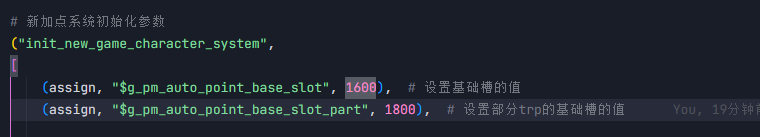 # 新加点系统初始化参数
("init_new_game_character_system",
[
(assign, "$g_pm_auto_point_base_slot", 1600), # 设置基础槽的值
(assign, "$g_pm_auto_point_base_slot_part", 1800), # 设置部分trp的基础槽的值 You, 19分钟